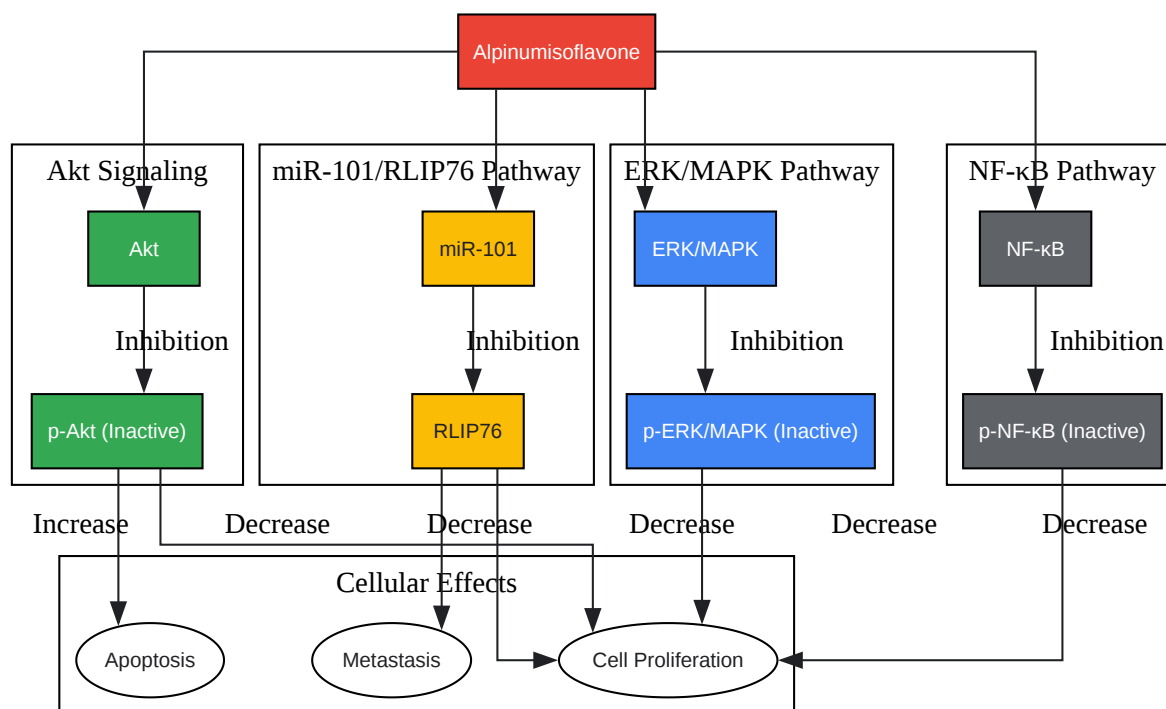 Alpinumisoflavone
Akt Signaling
miR-101/RLIP76 Pathway
ERK/MAPK Pathway
NF-κB Pathway
Akt
miR-101
ERK/MAPK
NF-κB
Inhibition
Inhibition
Inhibition
Inhibition
p-Akt (Inactive)
RLIP76
p-ERK/MAPK (Inactive)
p-NF-κB (Inactive)
Increase
Decrease
Decrease
Decrease
Decrease
Decrease
Cellular Effects
Apoptosis
Metastasis
Cell Proliferation